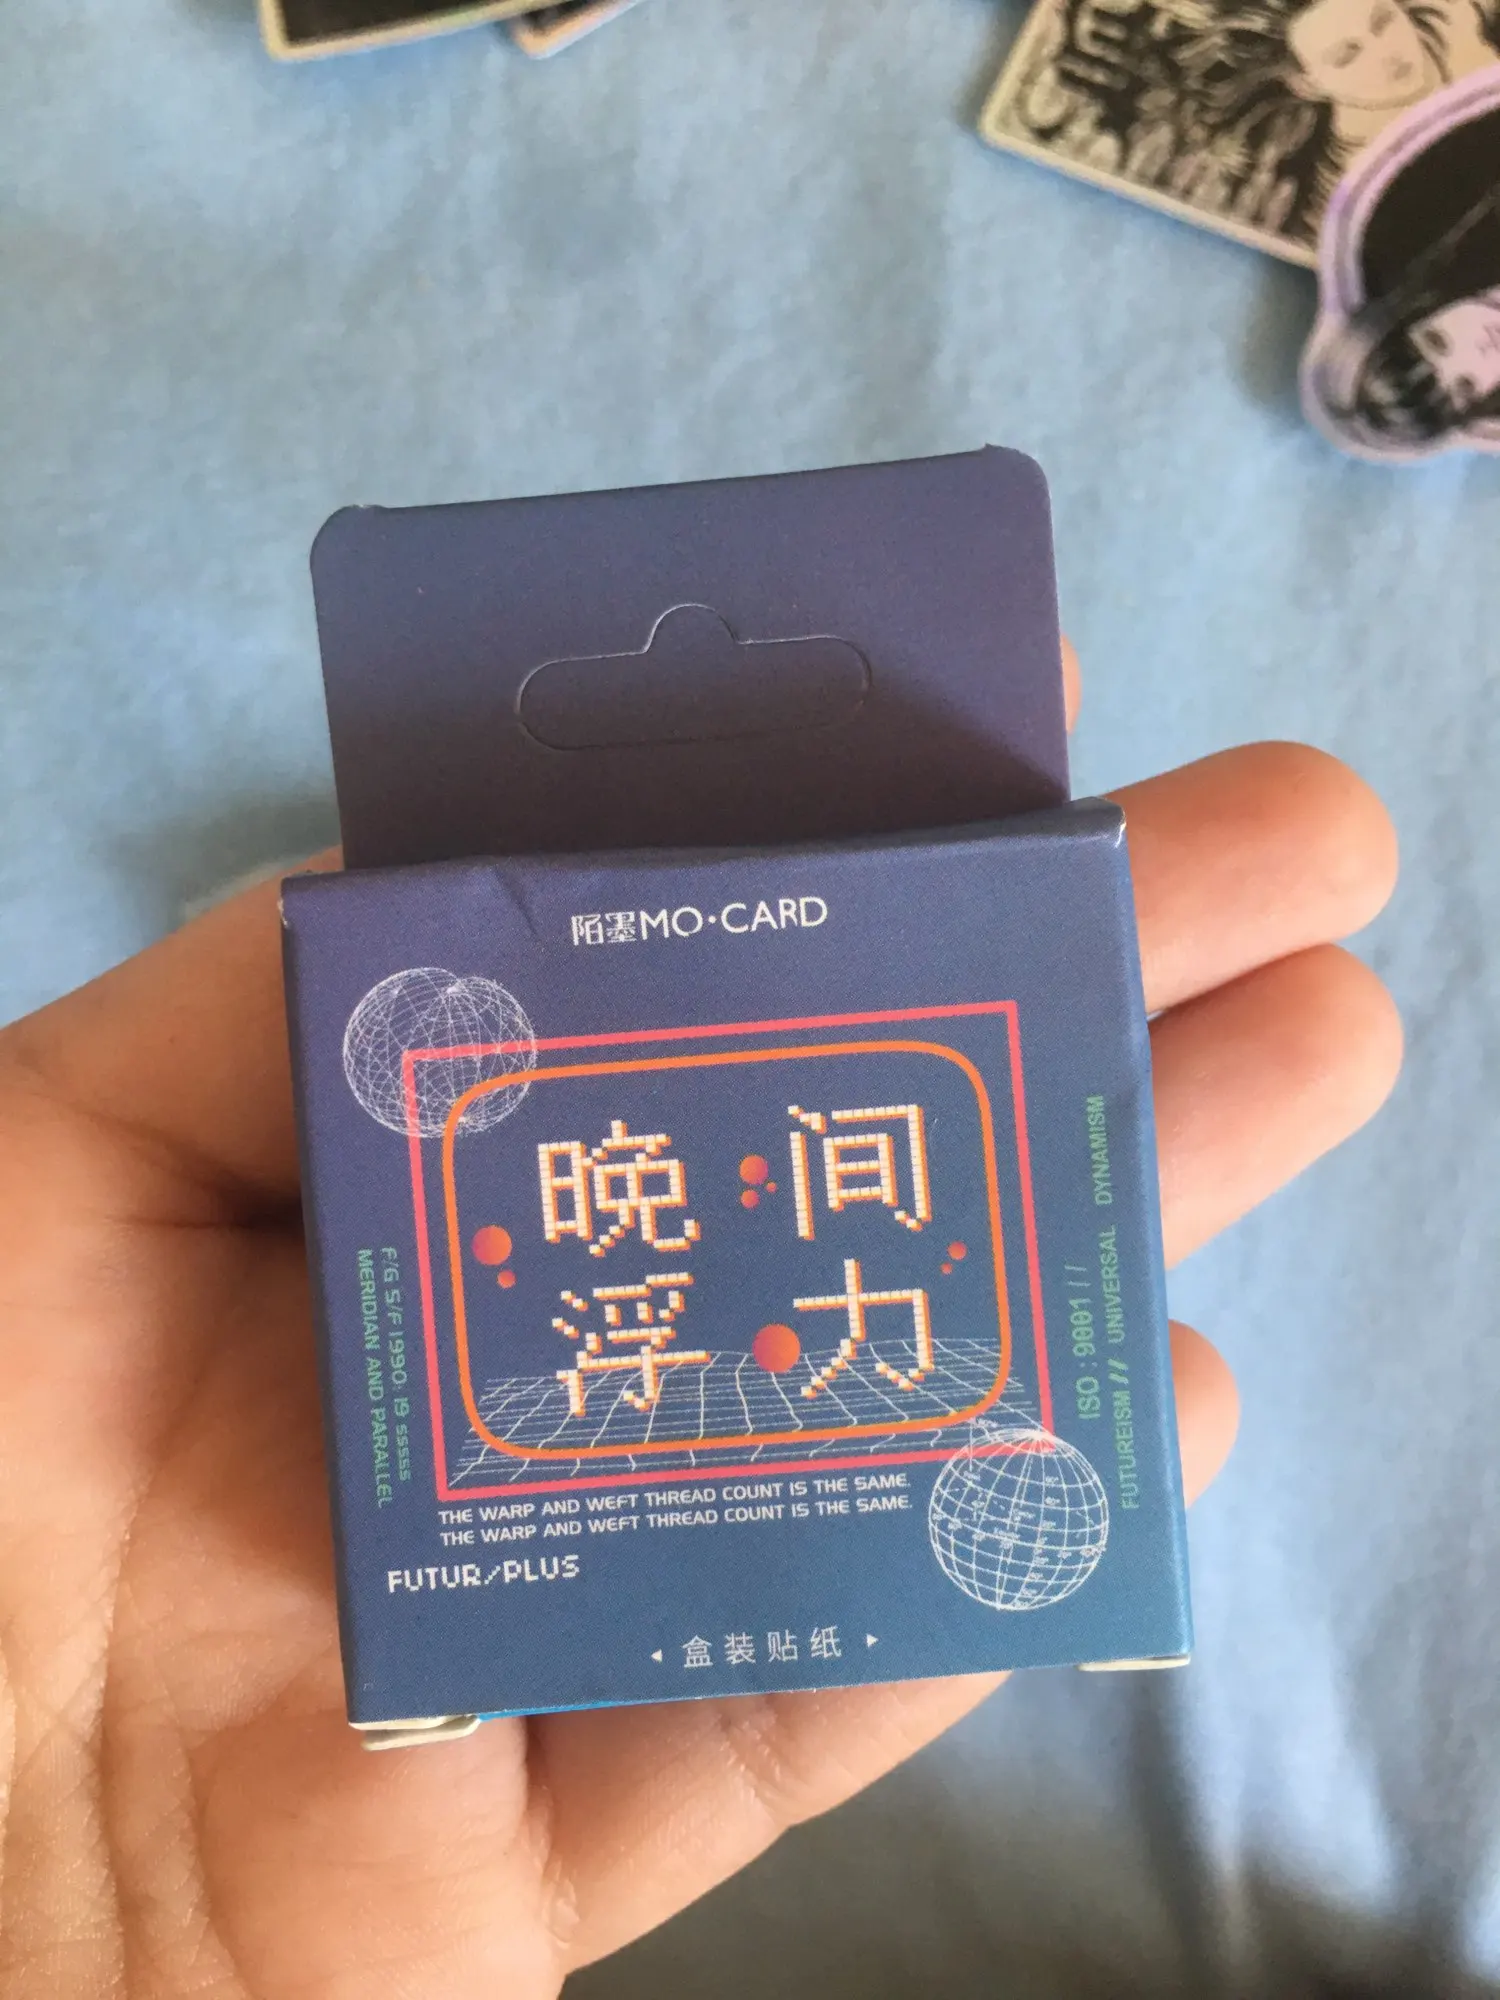 陌墨MO·CARD
晚间
浮力
F/G S/F 1990: 19 sssss
MERIDIAN AND PARALLEL
ISO : 9001 //
FUTUREISM // UNIVERSAL DYNAMISM
THE WARP AND WEFT THREAD COUNT IS THE SAME.
THE WARP AND WEFT THREAD COUNT IS THE SAME.
FUTUR/PLUS
盒装贴纸